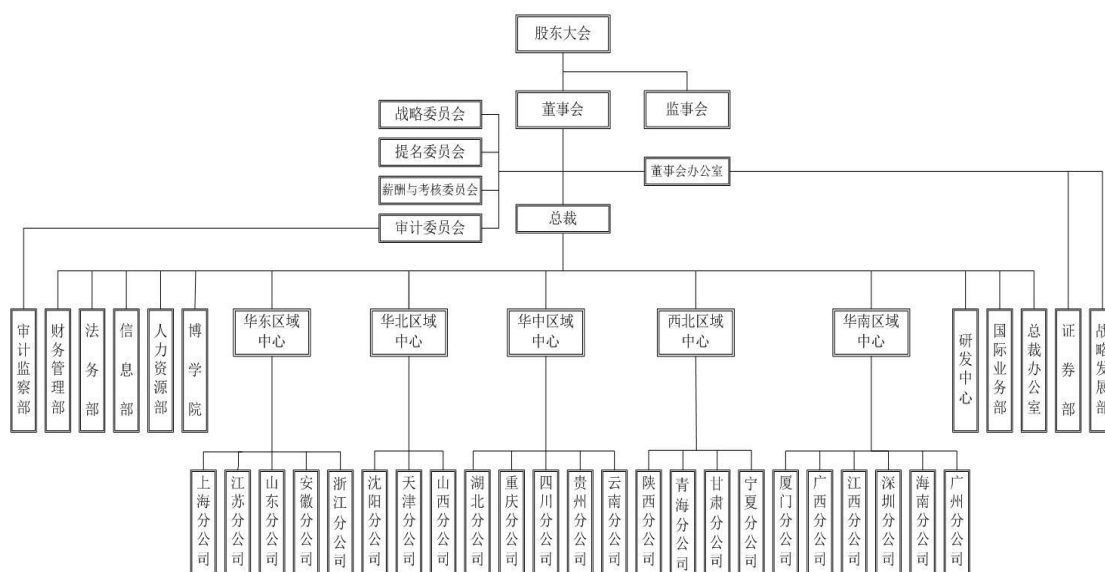 股东大会
董事会
监事会
战略委员会
提名委员会
薪酬与考核委员会
审计委员会
董事会办公室
总裁
审计监察部
财务管理部
法务部
信息部
人力资源部
博学院
华东区域
中心
华北区域
中心
华中区域
中心
西北区域
中心
华南区域
中心
研发中心
国际业务部
总裁办公室
证券部
战略发展部
上海分公司
江苏分公司
山东分公司
安徽分公司
浙江分公司
沈阳分公司
天津分公司
山西分公司
湖北分公司
重庆分公司
四川分公司
贵州分公司
云南分公司
陕西分公司
青海分公司
甘肃分公司
宁夏分公司
厦门分公司
广西分公司
江西分公司
深圳分公司
海南分公司
广州分公司